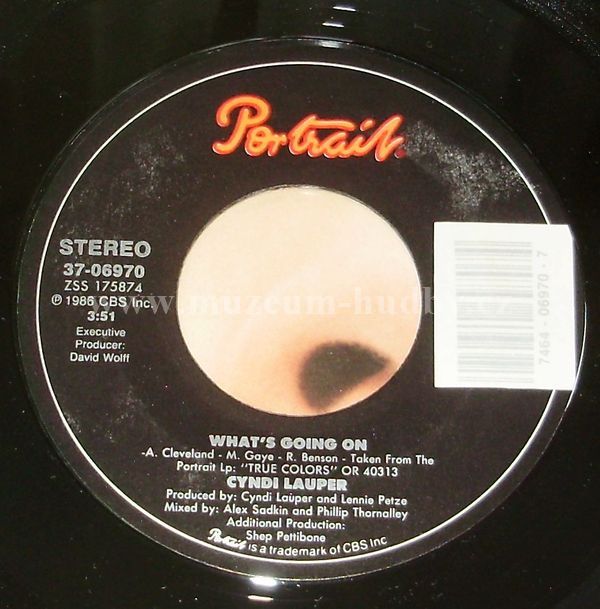 Portrait
STEREO
37-06970
ZSS 175874
℗ 1986 CBS Inc.
3:51
Executive
Producer:
David Wolff
7464-06970-7
www.muzeum-hudby.cz
WHAT'S GOING ON
-A. Cleveland - M. Gaye - R. Benson - Taken From The
Portrait Lp: "TRUE COLORS" OR 40313
CYNDI LAUPER
Produced by: Cyndi Lauper and Lennie Petze
Mixed by: Alex Sadkin and Phillip Thornalley
Additional Production:
Shep Pettibone
Portrait is a trademark of CBS Inc